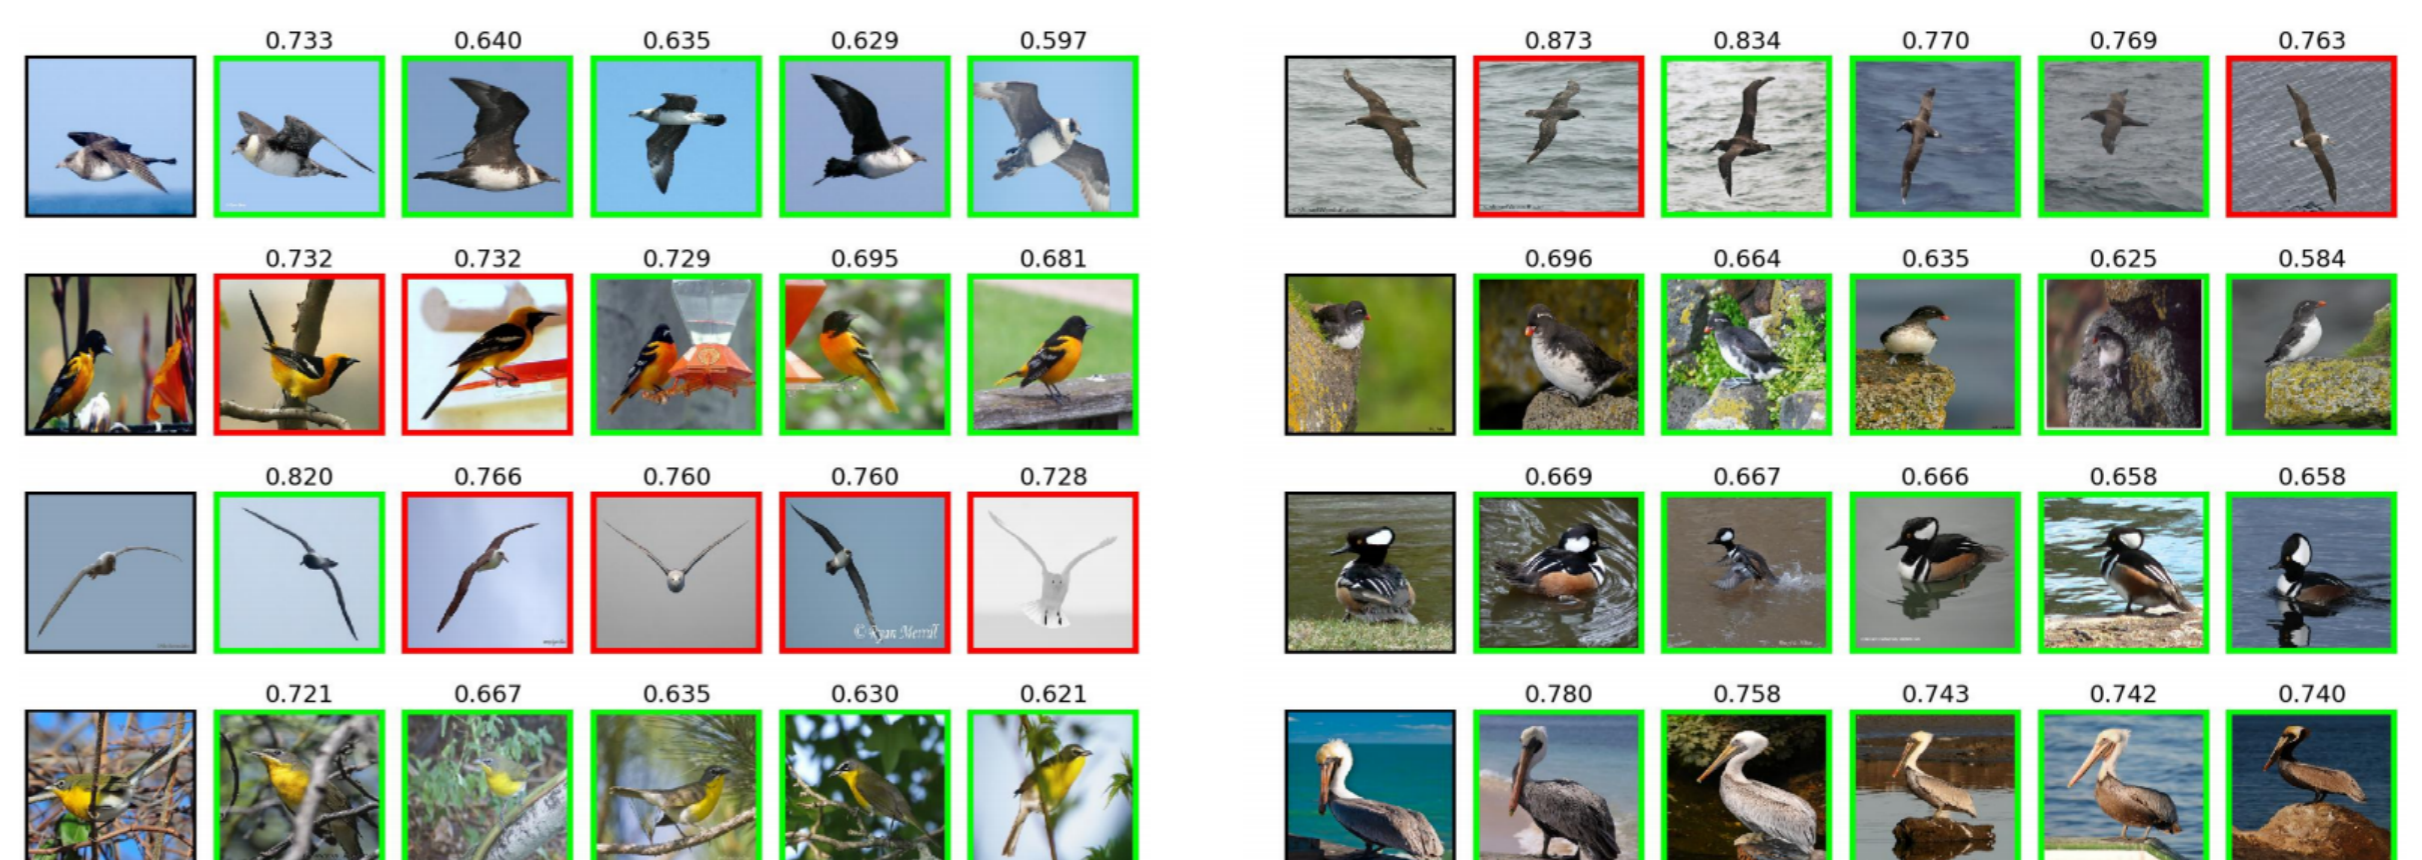 0.733 0.640 0.635 0.629 0.597
0.873 0.834 0.770 0.769 0.763
0.732 0.732 0.729 0.695 0.681
0.696 0.664 0.635 0.625 0.584
0.820 0.766 0.760 0.760 0.728
© Ryan Merrill
0.669 0.667 0.666 0.658 0.658
0.721 0.667 0.635 0.630 0.621
0.780 0.758 0.743 0.742 0.740